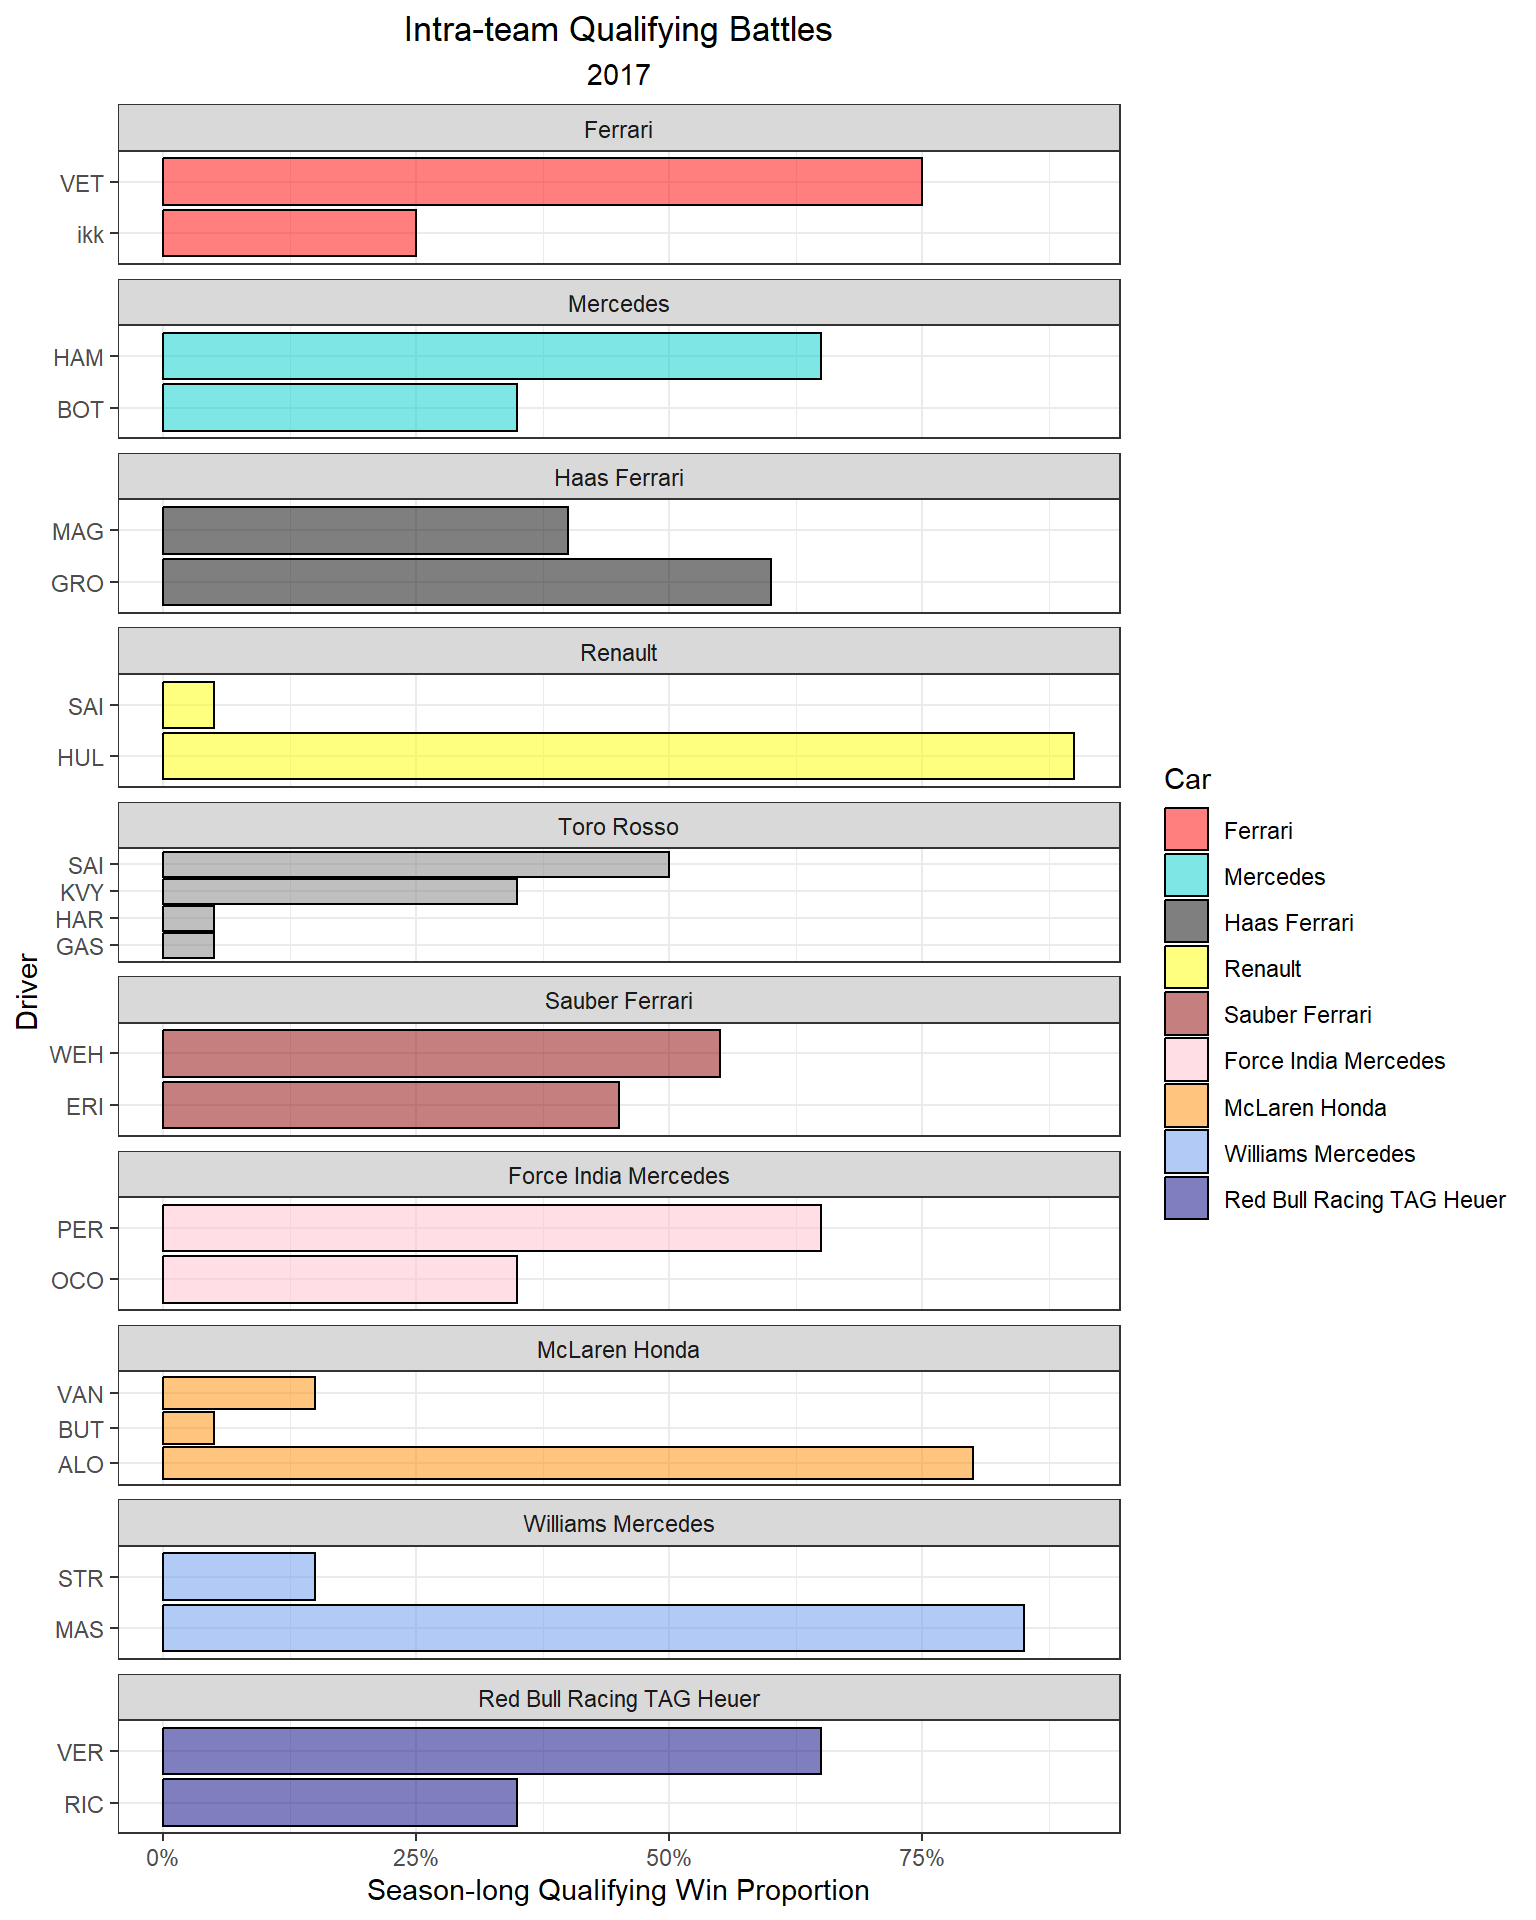 Intra-team Qualifying Battles
2017
Ferrari
VET
ikk
Mercedes
HAM
BOT
Haas Ferrari
MAG
GRO
Renault
SAI
HUL
Toro Rosso
SAI
KVY
HAR
GAS
Sauber Ferrari
WEH
ERI
Force India Mercedes
PER
OCO
McLaren Honda
VAN
BUT
ALO
Williams Mercedes
STR
MAS
Red Bull Racing TAG Heuer
VER
RIC
0% 25% 50% 75%
Season-long Qualifying Win Proportion
Driver
Car
Ferrari
Mercedes
Haas Ferrari
Renault
Sauber Ferrari
Force India Mercedes
McLaren Honda
Williams Mercedes
Red Bull Racing TAG Heuer